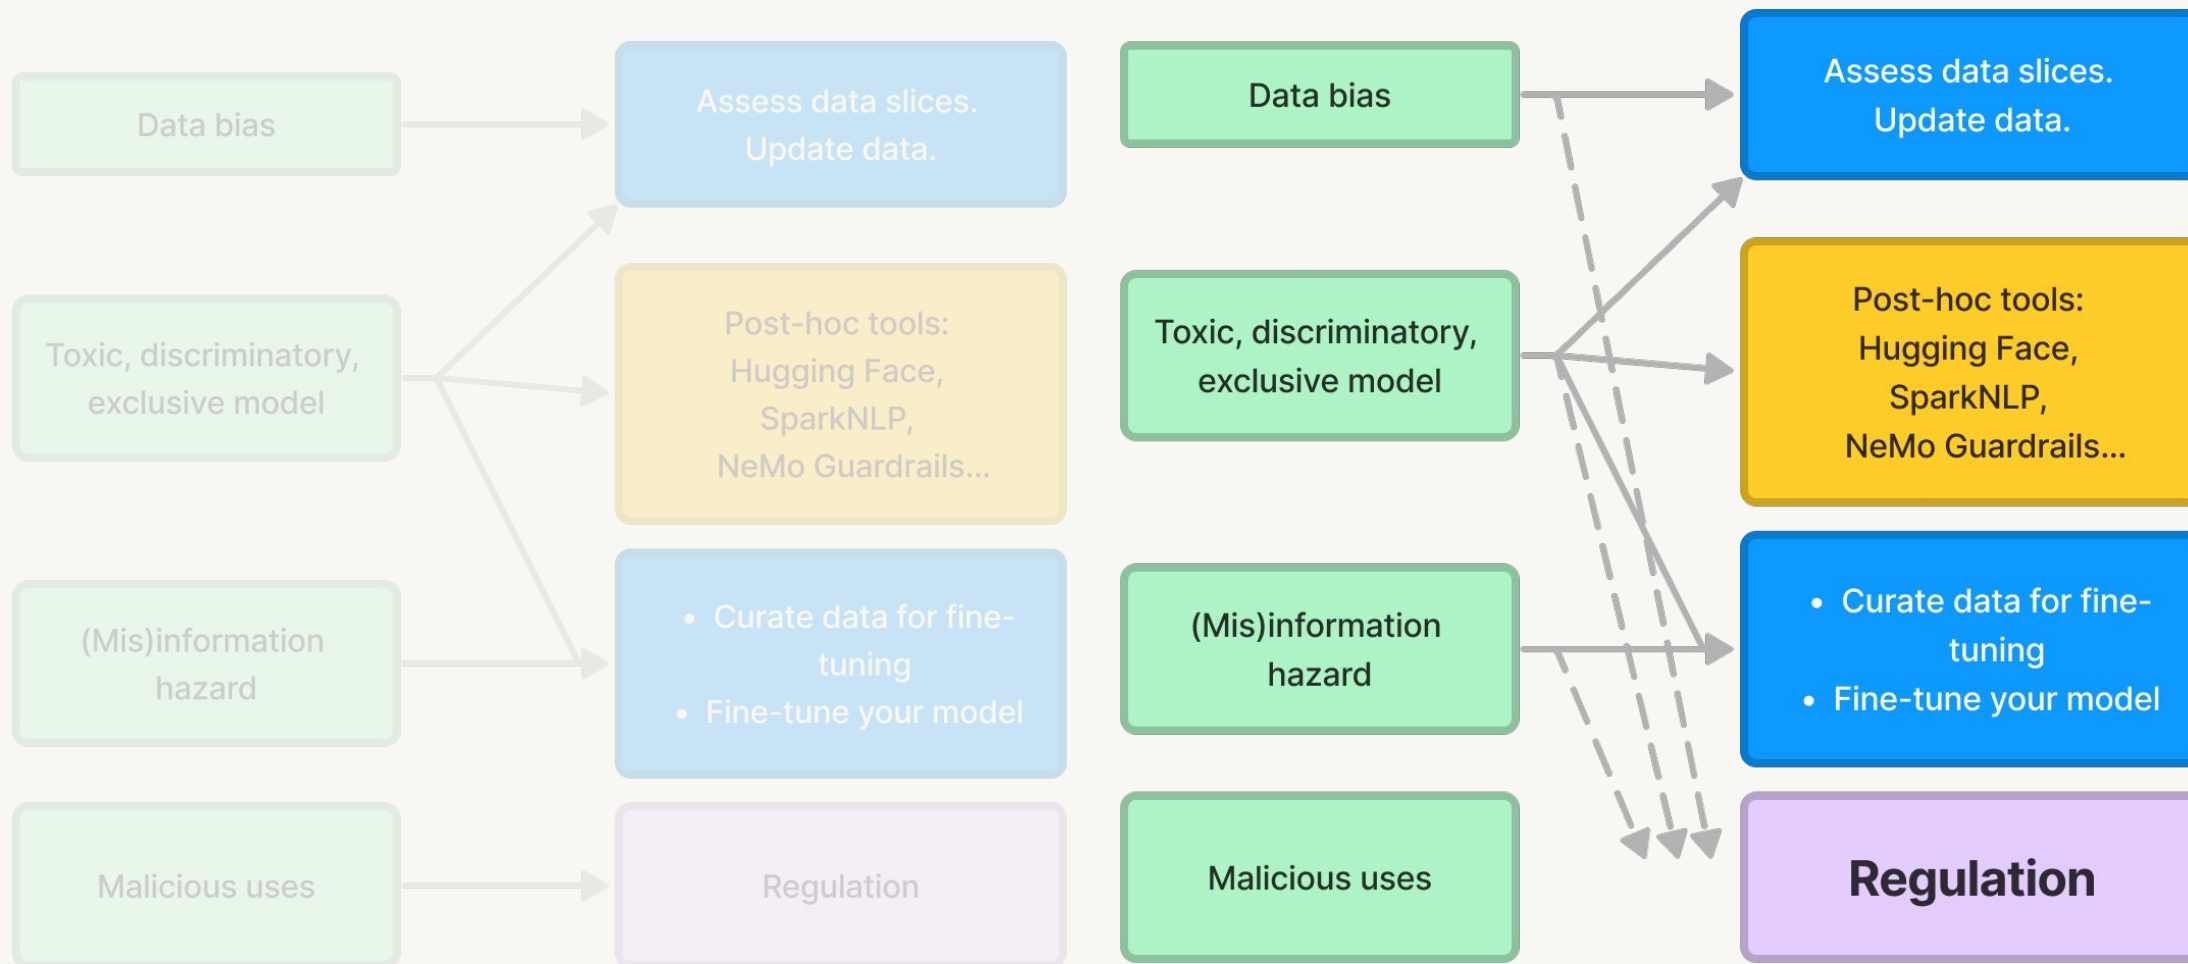 Data bias
Assess data slices.
Update data.
Toxic, discriminatory,
exclusive model
Post-hoc tools:
Hugging Face,
SparkNLP,
NeMo Guardrails...
(Mis)information
hazard
• Curate data for fine-
tuning
• Fine-tune your model
Malicious uses
Regulation
Data bias
Assess data slices.
Update data.
Toxic, discriminatory,
exclusive model
Post-hoc tools:
Hugging Face,
SparkNLP,
NeMo Guardrails...
(Mis)information
hazard
• Curate data for fine-
tuning
• Fine-tune your model
Malicious uses
Regulation